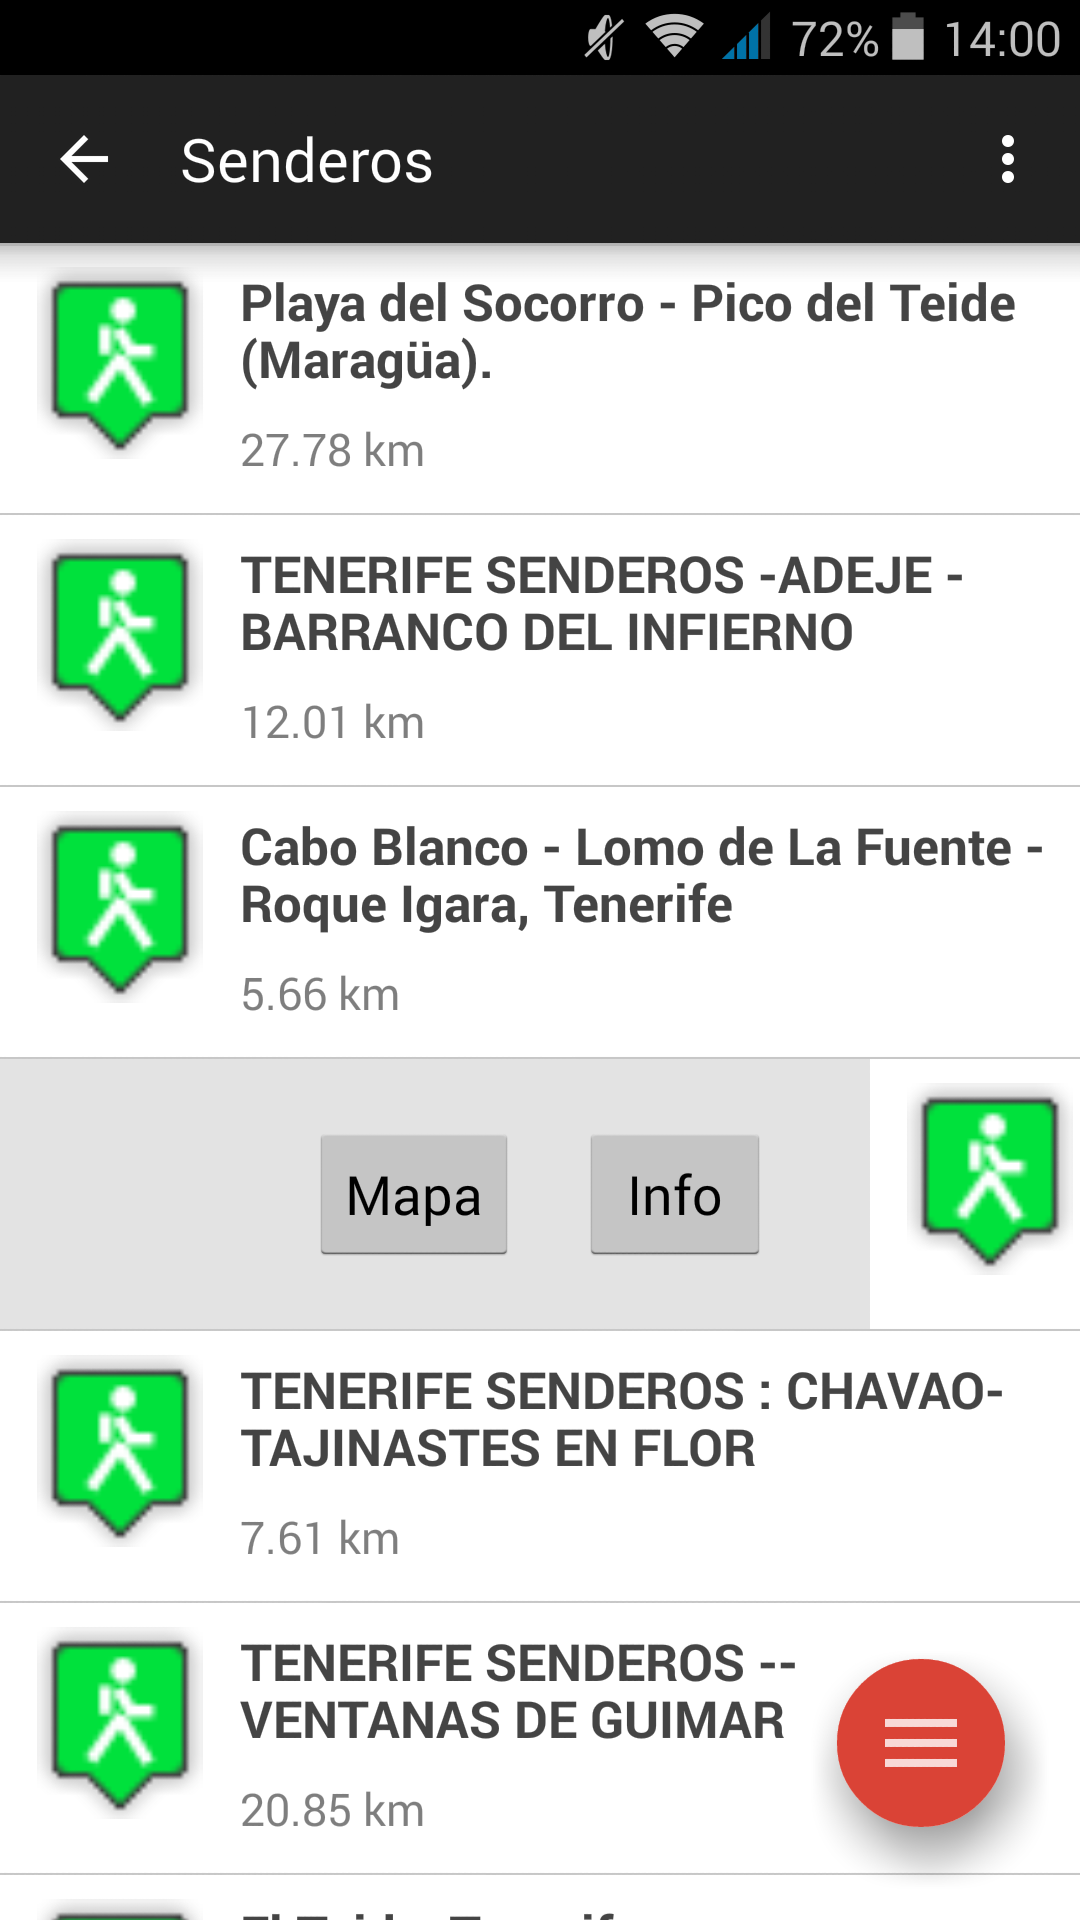 72% 14:00
Senderos
Playa del Socorro - Pico del Teide
(Maragüa).
27.78 km
TENERIFE SENDEROS -ADEJE -
BARRANCO DEL INFIERNO
12.01 km
Cabo Blanco - Lomo de La Fuente -
Roque Igara, Tenerife
5.66 km
Mapa Info
TENERIFE SENDEROS : CHAVAO-
TAJINASTES EN FLOR
7.61 km
TENERIFE SENDEROS --
VENTANAS DE GUIMAR
20.85 km